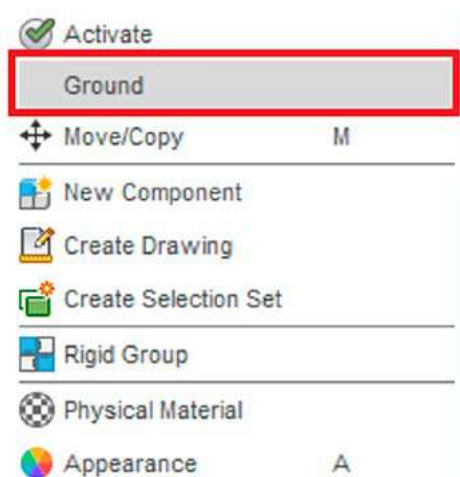 Activate
Ground
Move/Copy M
New Component
Create Drawing
Create Selection Set
Rigid Group
Physical Material
Appearance A